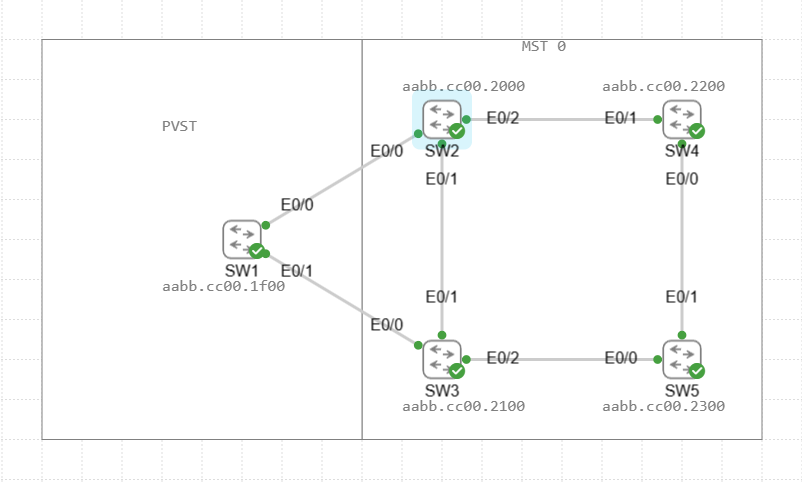 MST 0
aabb.cc00.2000
aabb.cc00.2200
E0/2
E0/1
PVST
E0/0
SW2
SW4
E0/1
E0/0
E0/0
SW1
E0/1
aabb.cc00.1f00
E0/1
E0/1
E0/0
E0/2
E0/0
SW3
SW5
aabb.cc00.2100
aabb.cc00.2300